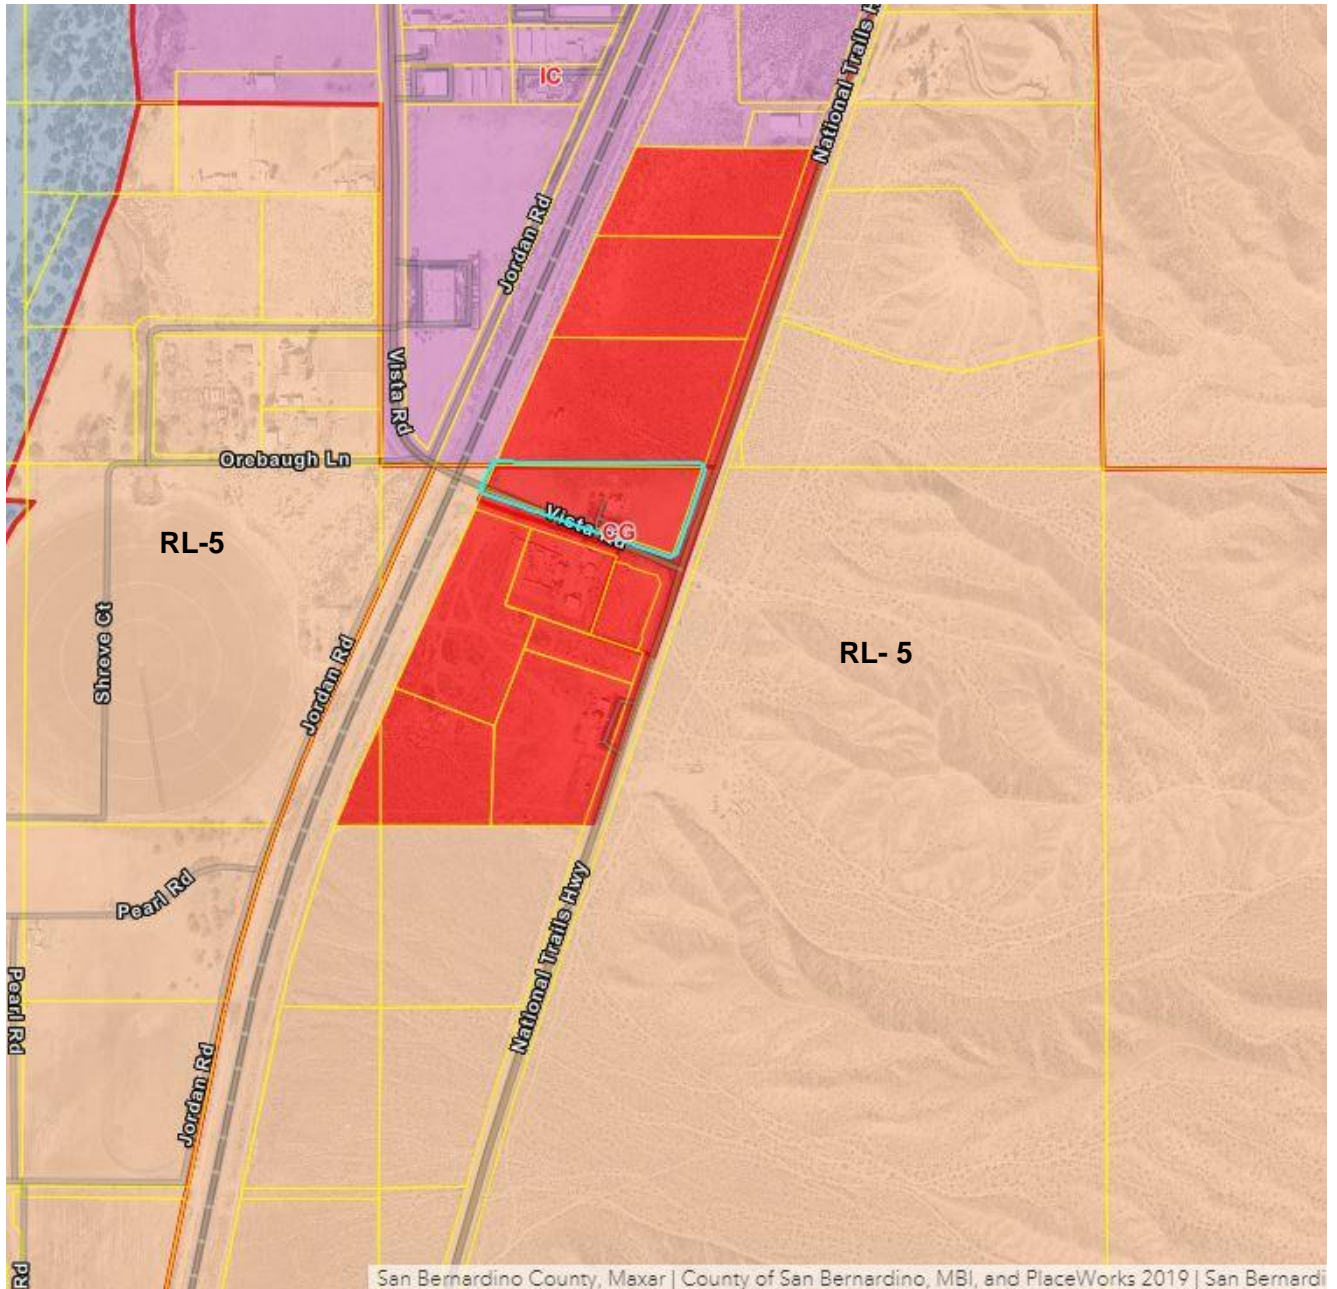 National Trails H
IC
Jordan Rd
Vista Rd
Orebaugh Ln
Vista Rd
CG
RL-5
Shreve Ct
RL- 5
Jordan Rd
Pearl Rd
National Trails Hwy
Pearl Rd
Jordan Rd
Rd
San Bernardino County, Maxar | County of San Bernardino, MBI, and PlaceWorks 2019 | San Bernardi